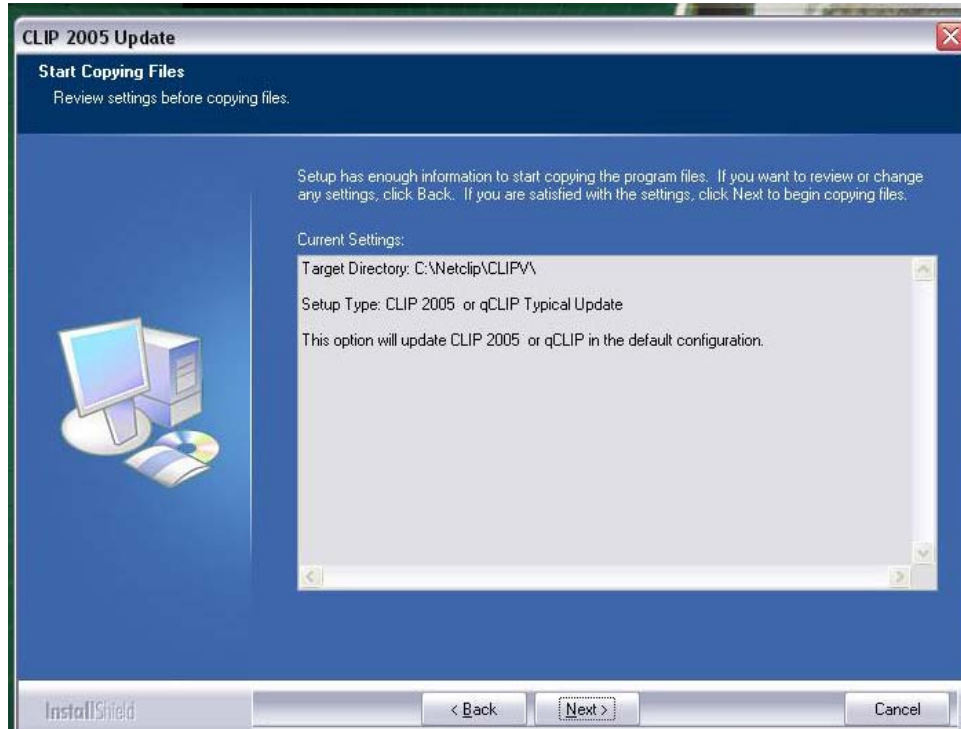 CLIP 2005 Update
Start Copying Files
Review settings before copying files.
Setup has enough information to start copying the program files. If you want to review or change
any settings, click Back. If you are satisfied with the settings, click Next to begin copying files.
Current Settings:
Target Directory: C:\Netclip\CLIPV\
Setup Type: CLIP 2005 or qCLIP Typical Update
This option will update CLIP 2005 or qCLIP in the default configuration.
InstallShield
< Back
Next >
Cancel